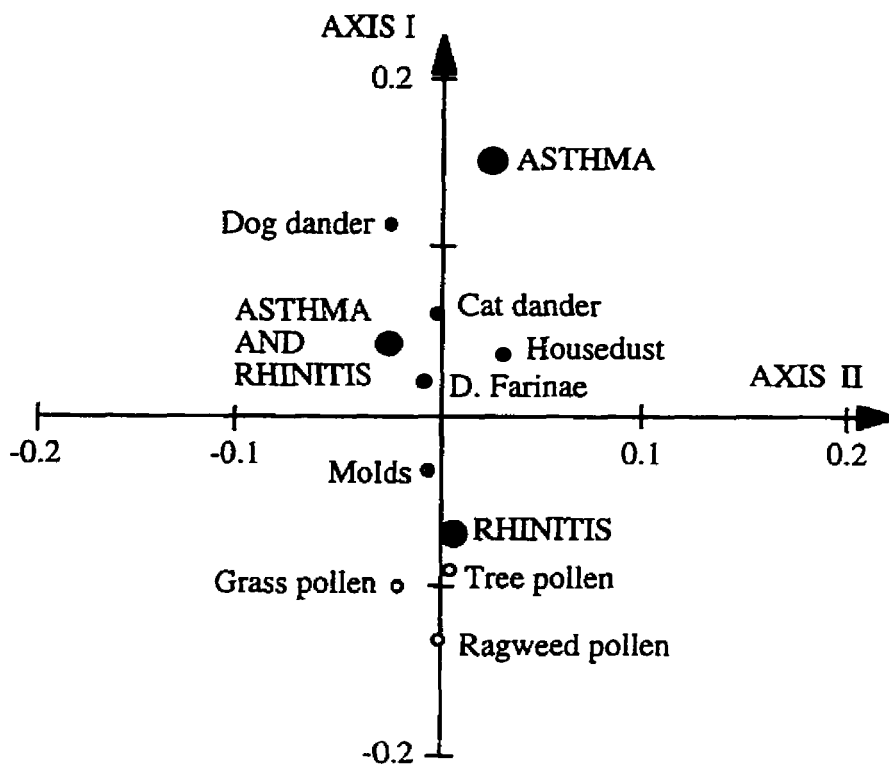 AXIS I
0.2
ASTHMA
Dog dander
Cat dander
ASTHMA
AND
RHINITIS
Housedust
D. Farinae
AXIS II
-0.2
-0.1
0.1
0.2
Molds
RHINITIS
Grass pollen
Tree pollen
Ragweed pollen
-0.2